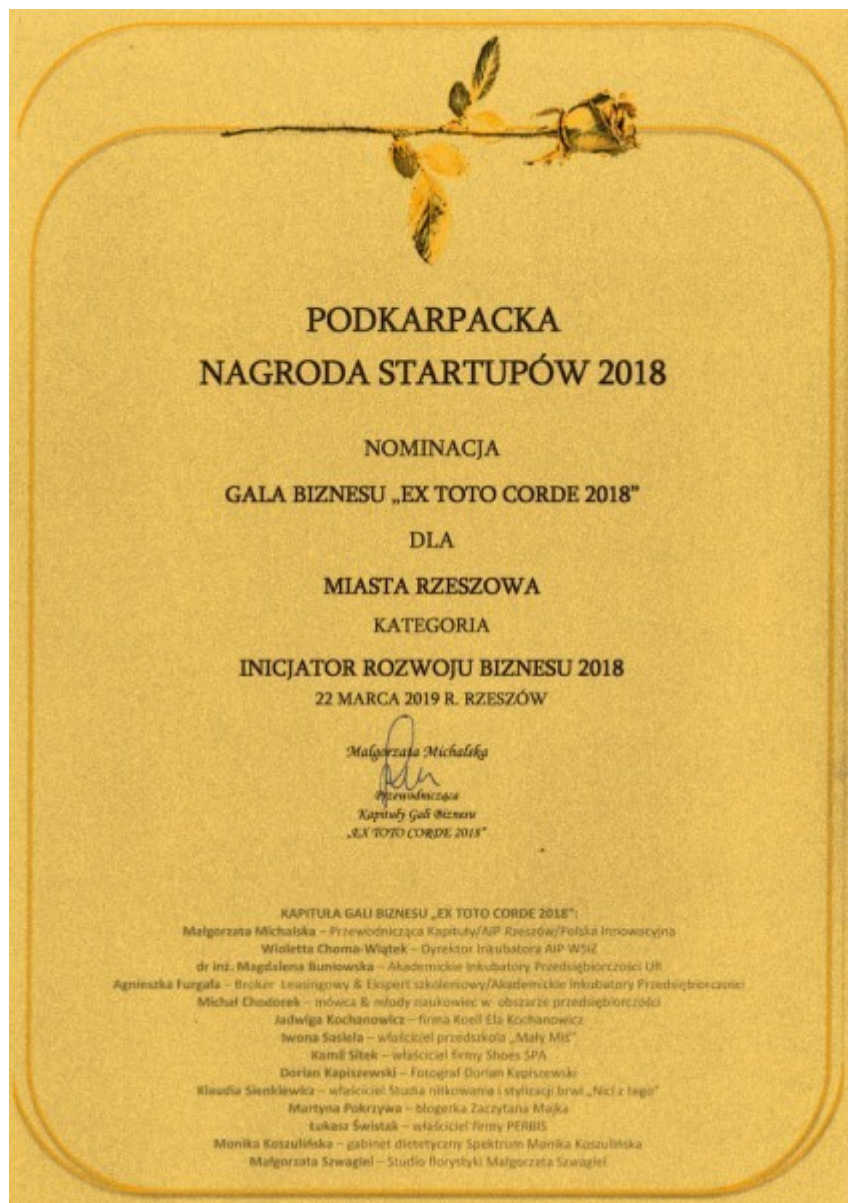 PODKARPACKA
NAGRODA STARTUPÓW 2018
NOMINACJA
GALA BIZNESU „EX TOTO CORDE 2018"
DLA
MIASTA RZESZOWA
KATEGORIA
INICJATOR ROZWOJU BIZNESU 2018
22 MARCA 2019 R. RZESZÓW
Małgorzata Michalska
Przewodnicząca
Kapituły Gali Biznesu
„EX TOTO CORDE 2018"
KAPITUŁA GALI BIZNESU „EX TOTO CORDE 2018":
Małgorzata Michalska – Przewodnicząca Kapituły/AIP Rzeszów/Polska Innowacyjna
Wioletta Choma-Wiątek – Dyrektor Inkubatora AIP WSIZ
dr inż. Magdalena Buniowska – Akademickie Inkubatory Przedsiębiorczości UR
Agnieszka Furgała – Broker Leasingowy & Ekspert szkoleniowy/Akademickie Inkubatory Przedsiębiorczości
Michał Chodorek – mówca & młody naukowiec w obszarze przedsiębiorczości
Jadwiga Kochanowicz – firma Koell Ela Kochanowicz
Iwona Sasiela – właściciel przedszkola „Mały Miś"
Kamil Sitek – właściciel firmy Shoes SPA
Dorian Kapiszewski – Fotograf Dorian Kapiszewski
Klaudia Sienkiewicz – właściciel Studia nitkowania i stylizacji brwi „Nici z tego"
Martyna Pokrzywa – blogerka Zaczytana Majka
Łukasz Świstak – właściciel firmy PERBIS
Monika Koszulińska – gabinet dietetyczny Spektrum Monika Koszulińska
Małgorzata Szwagiel – Studio florystyki Małgorzata Szwagiel